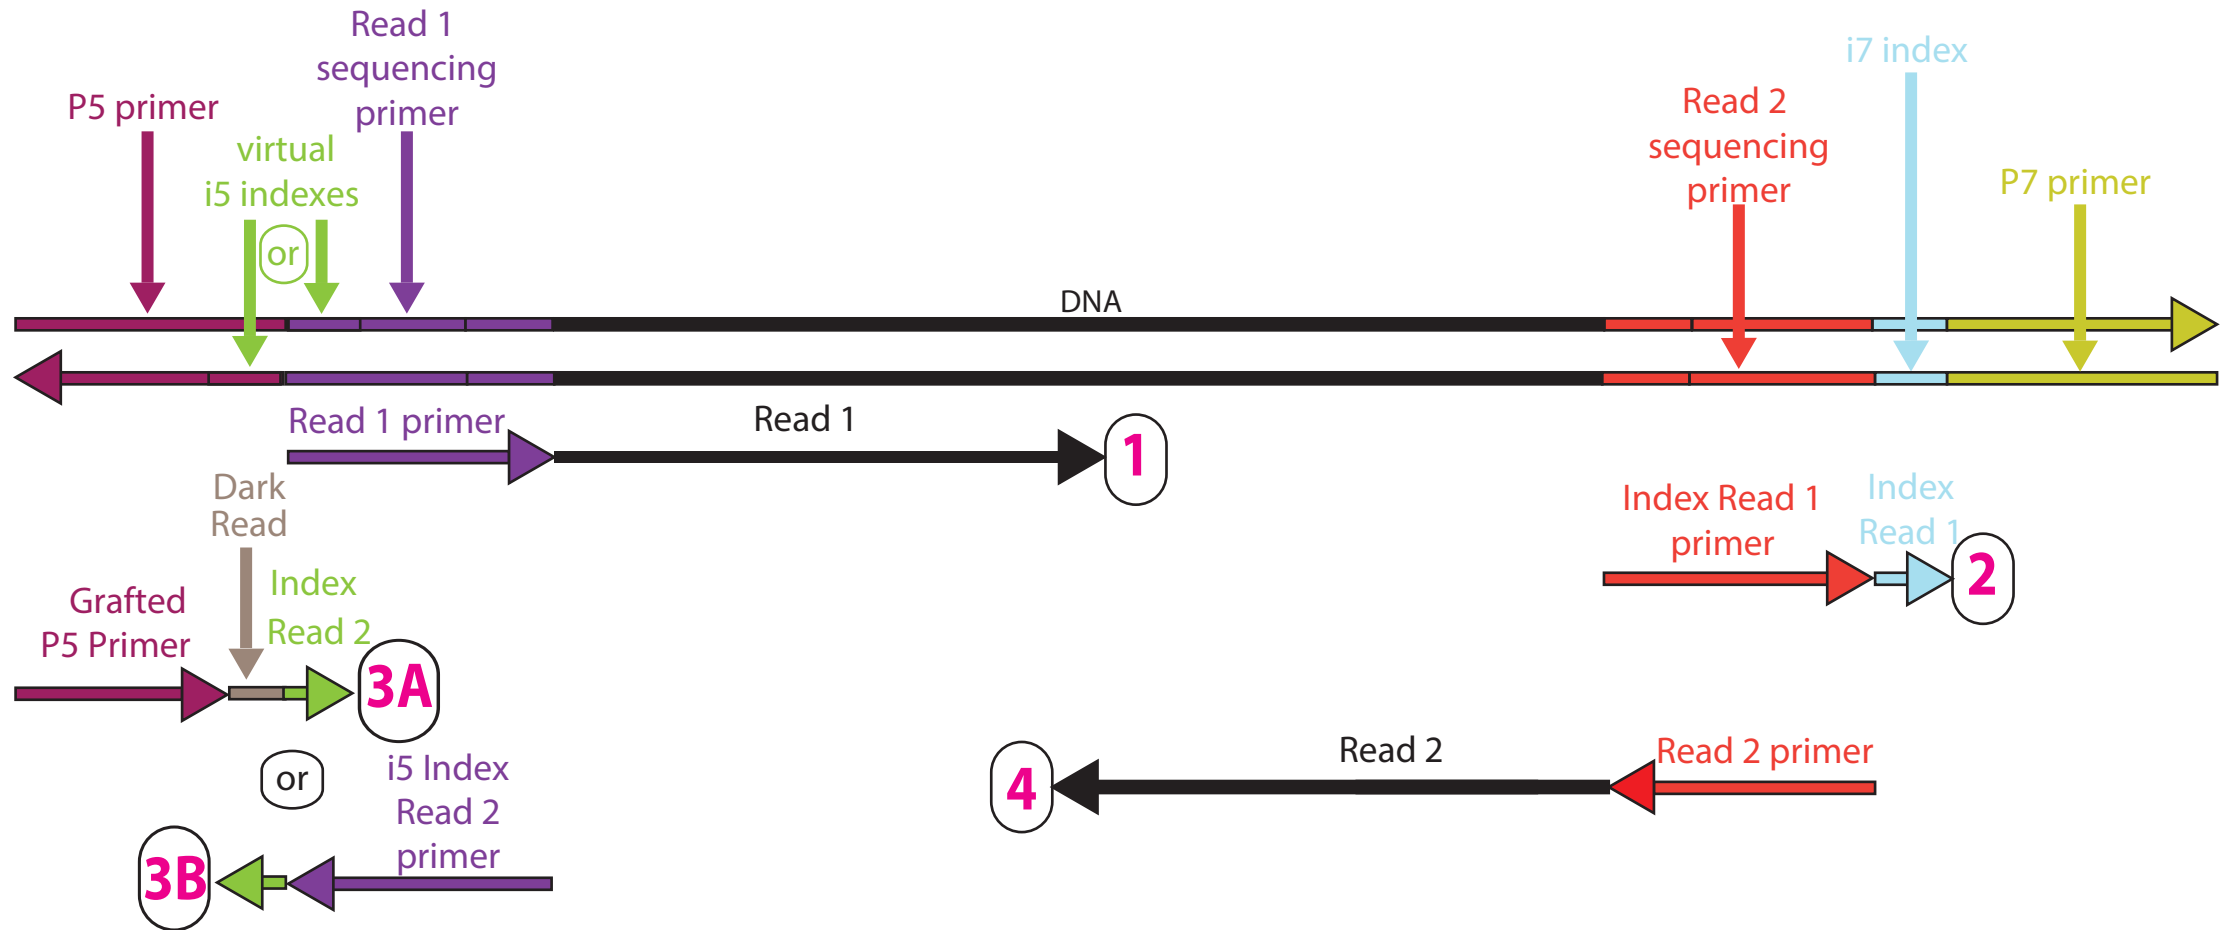 Read 1
sequencing
primer
P5 primer
virtual
i5 indexes
or
i7 index
Read 2
sequencing
primer
P7 primer
DNA
Read 1 primer
Read 1
1
Dark
Read
Index Read 1
primer
Index
Read 1
2
Grafted
P5 Primer
Index
Read 2
3A
or
i5 Index
Read 2
primer
3B
4
Read 2
Read 2 primer